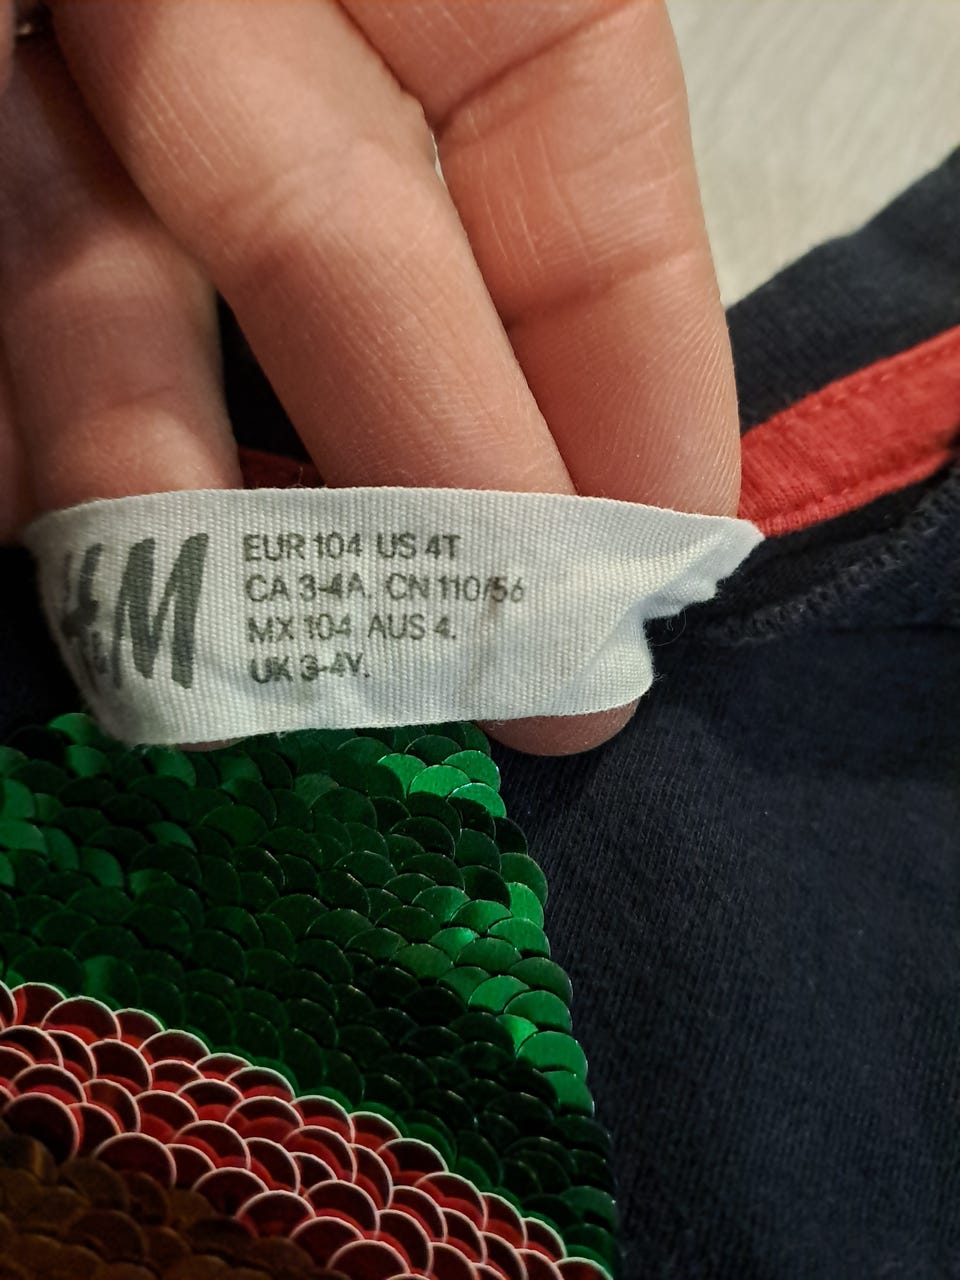 H&M
EUR 104 US 4T
CA 3-4A. CN 110/56
MX 104 AUS 4.
UK 3-4Y.